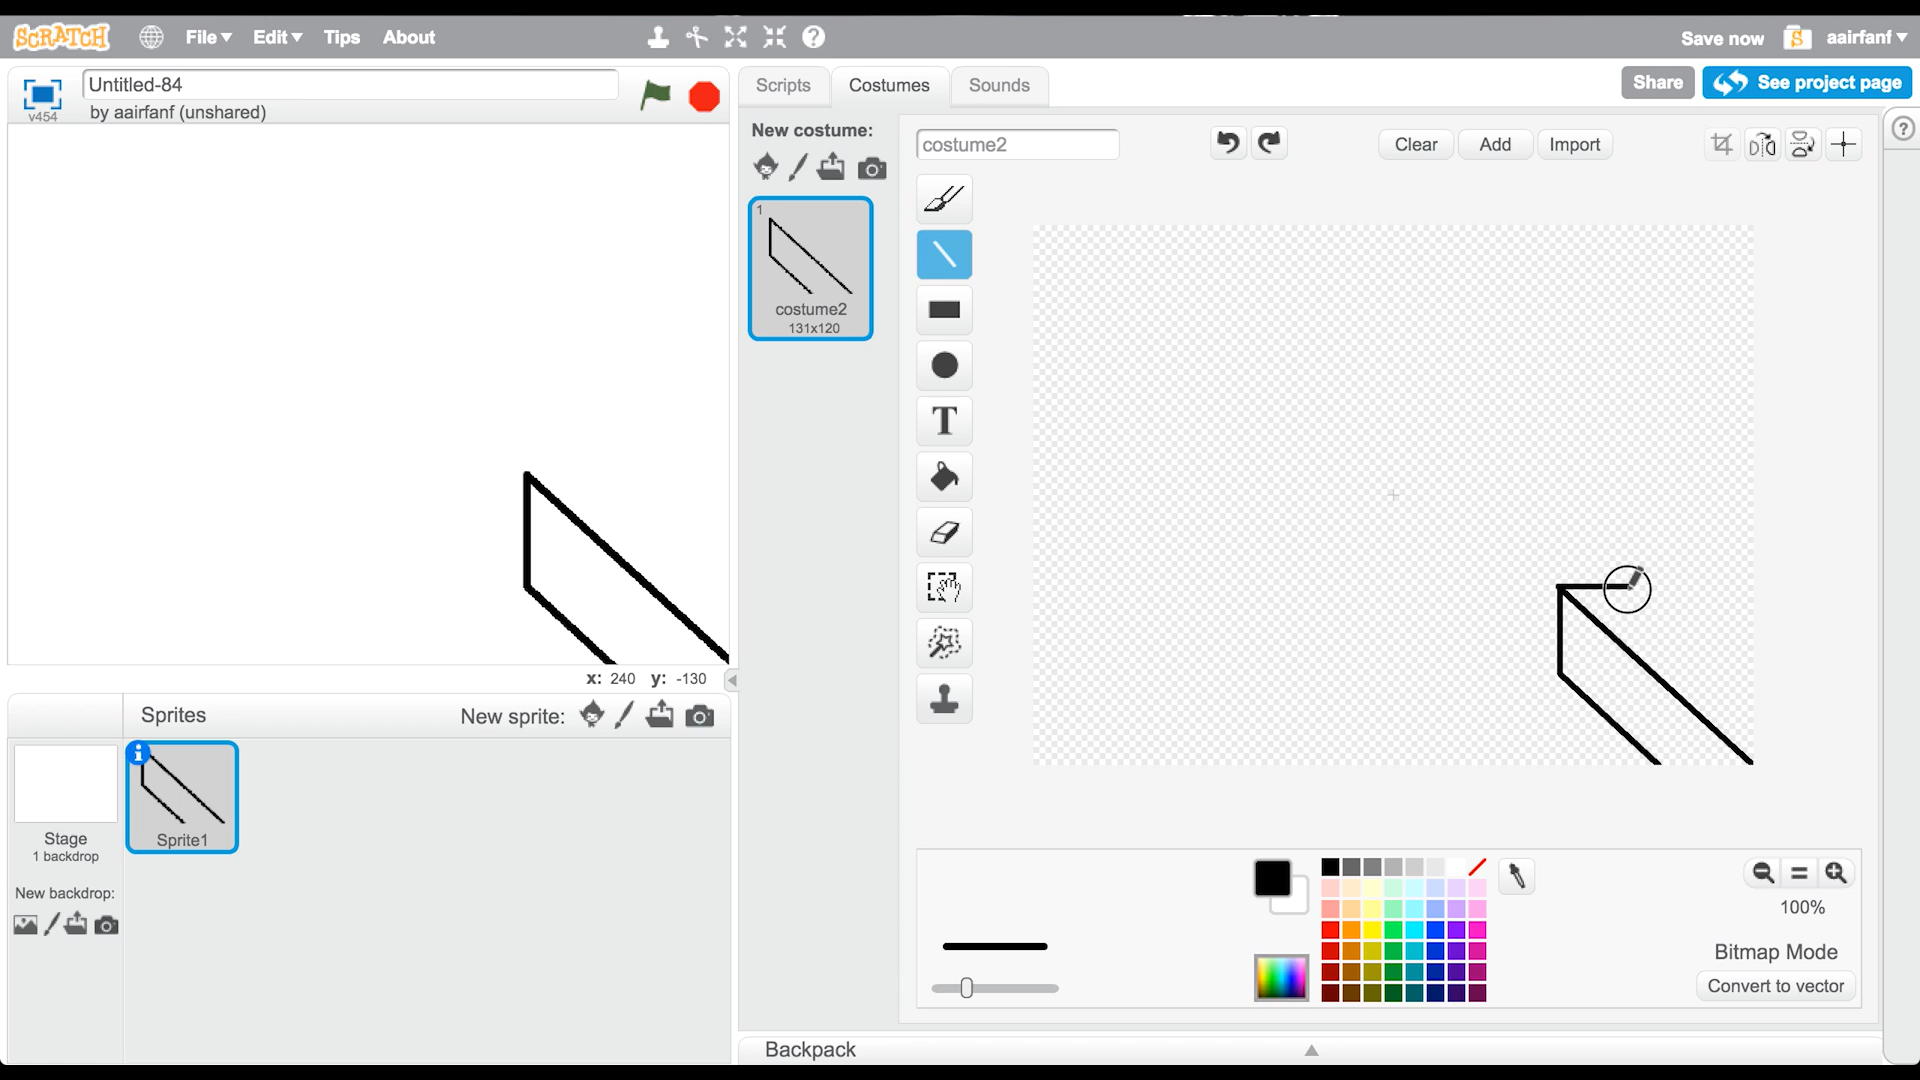 SCRATCH File Edit Tips About Save now S aairfanf
v454 Untitled-84
by aairfanf (unshared)
Scripts Costumes Sounds Share See project page
New costume:
costume2 Clear Add Import
1
costume2
131x120
T
x: 240 y: -130
Sprites New sprite:
Stage
1 backdrop
New backdrop:
Sprite1
100%
Bitmap Mode
Convert to vector
Backpack